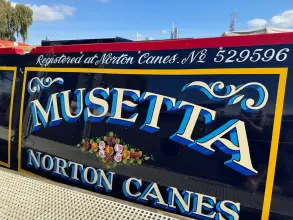 Registered at Norton Canes. No 529596
MUSETTA
NORTON CANES